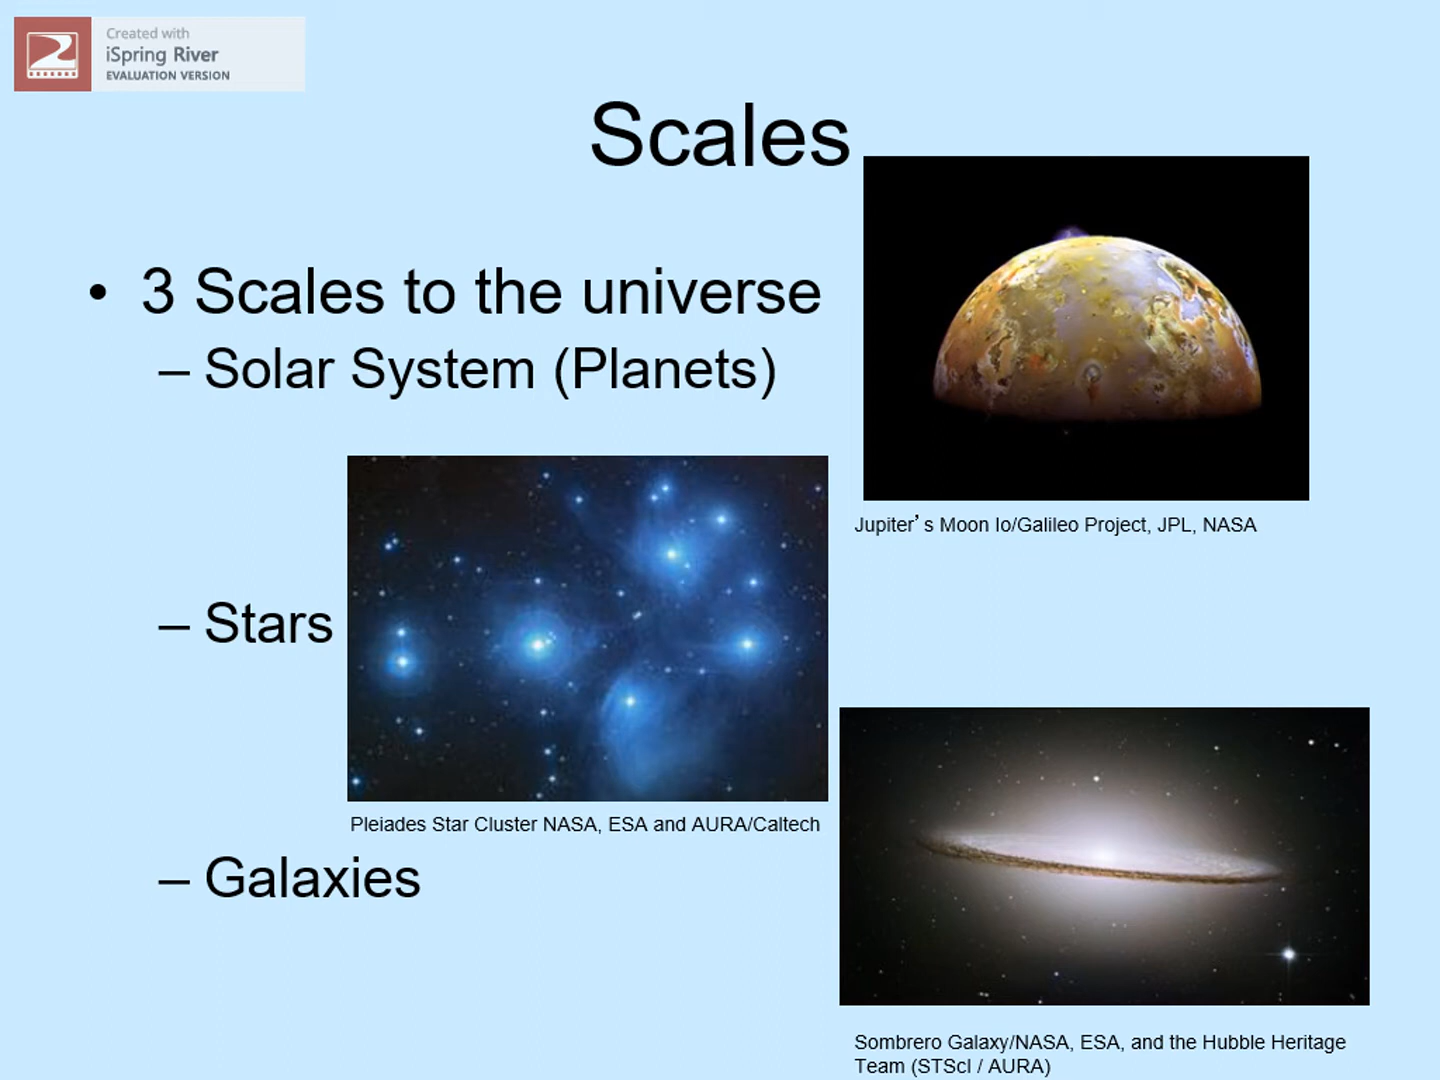 Created with
iSpring River
EVALUATION VERSION
Scales
• 3 Scales to the universe
– Solar System (Planets)
Jupiter’s Moon Io/Galileo Project, JPL, NASA
– Stars
Pleiades Star Cluster NASA, ESA and AURA/Caltech
– Galaxies
Sombrero Galaxy/NASA, ESA, and the Hubble Heritage
Team (STScI / AURA)